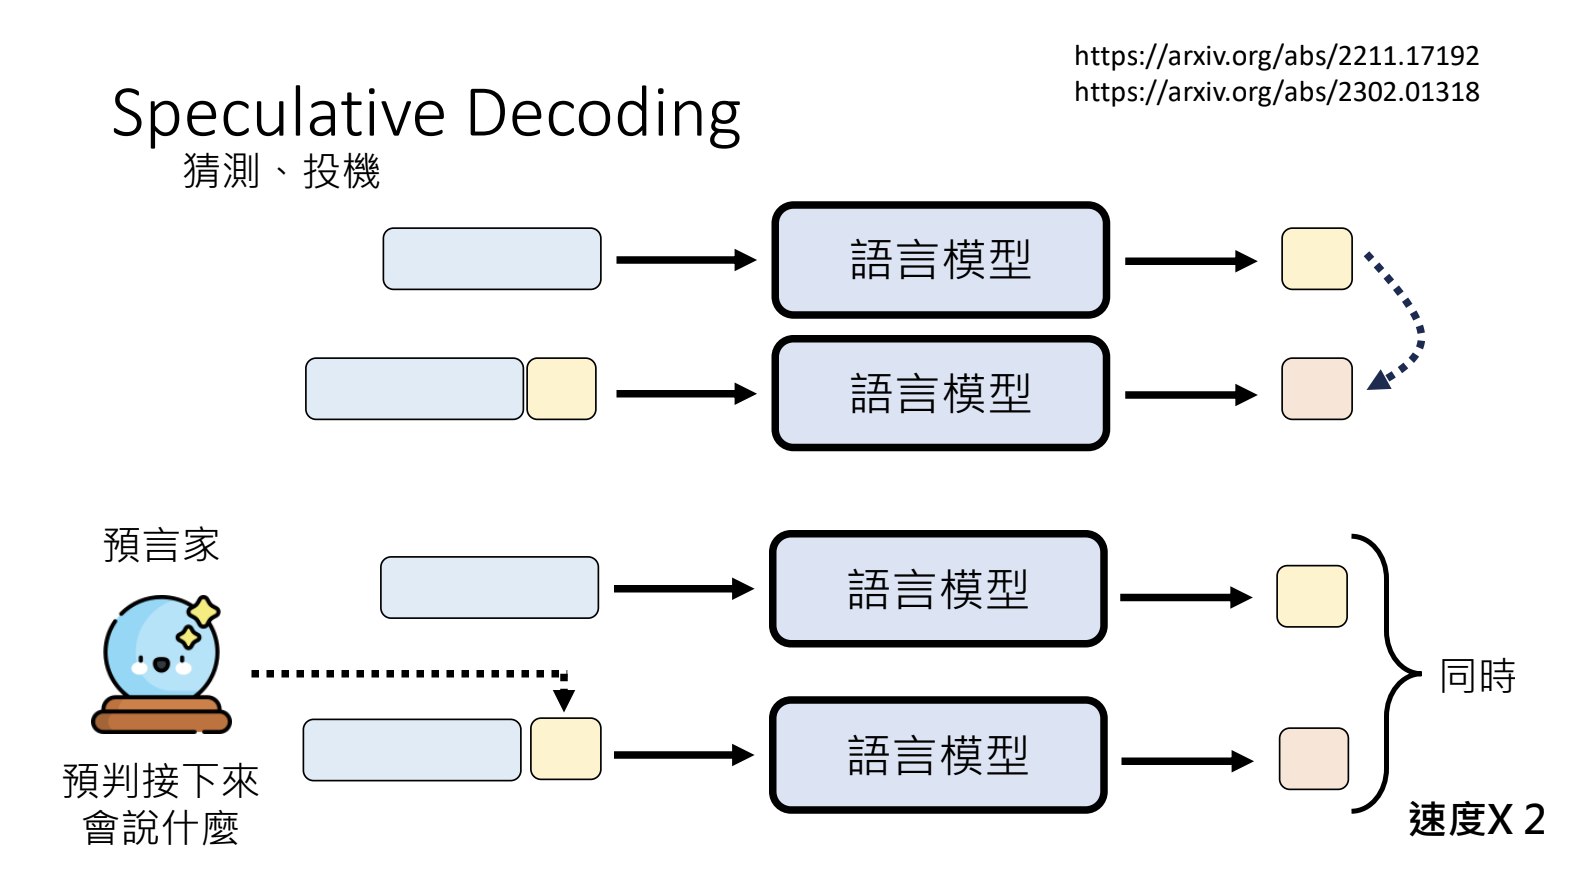 https://arxiv.org/abs/2211.17192
https://arxiv.org/abs/2302.01318
Speculative Decoding
猜測、投機
語言模型
語言模型
預言家
語言模型
同時
語言模型
預判接下來
會說什麼
速度X 2